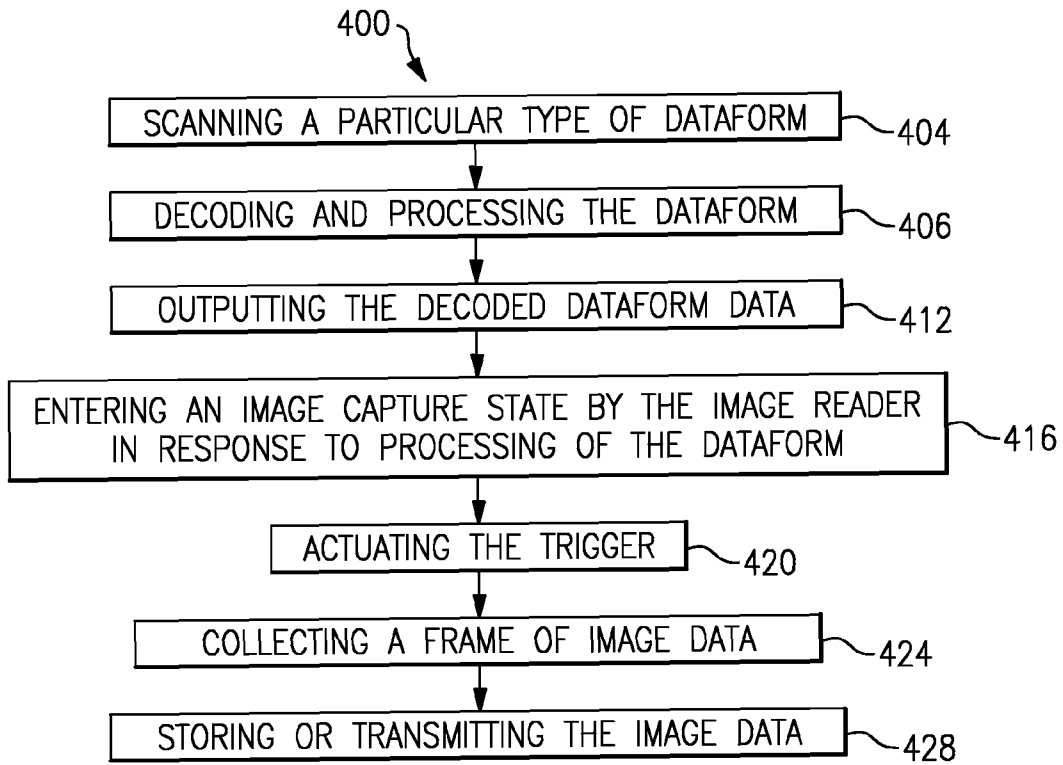 400
SCANNING A PARTICULAR TYPE OF DATAFORM
404
DECODING AND PROCESSING THE DATAFORM
406
OUTPUTTING THE DECODED DATAFORM DATA
412
ENTERING AN IMAGE CAPTURE STATE BY THE IMAGE READER
IN RESPONSE TO PROCESSING OF THE DATAFORM
416
ACTUATING THE TRIGGER
420
COLLECTING A FRAME OF IMAGE DATA
424
STORING OR TRANSMITTING THE IMAGE DATA
428